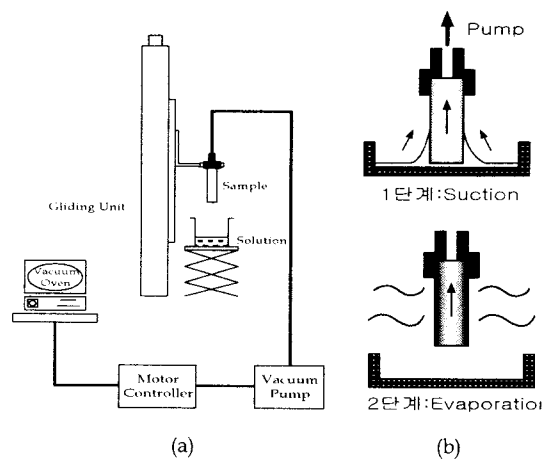 Gliding Unit
Sample
Solution
Vacuum
Oven
Motor
Controller
Vacuum
Pump
(a)
Pump
1단계:Suction
2단계:Evaporation
(b)